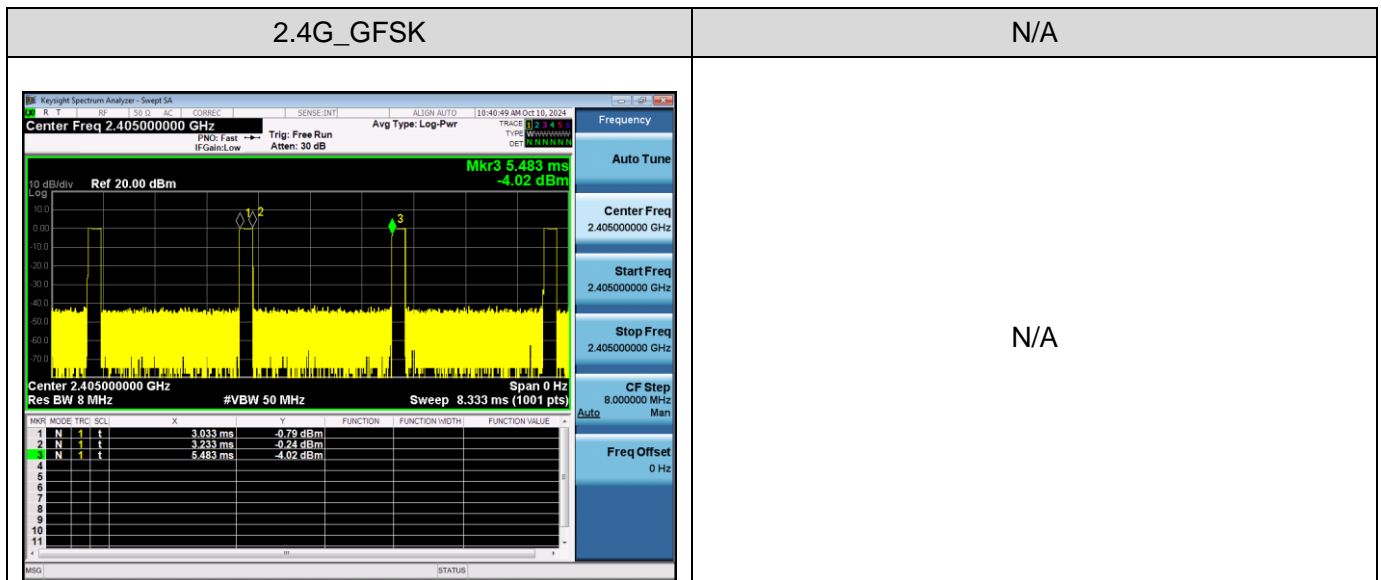 2.4G_GFSK
N/A
Keysight Spectrum Analyzer - Swept SA
R T RF 50 Ω AC CORREC SENSE:INT ALIGN AUTO 10:40:49 AM Oct 10, 2024
Center Freq 2.405000000 GHz
PNO: Fast
IFGain:Low
Trig: Free Run
Atten: 30 dB
Avg Type: Log-Pwr
TRACE 1 2 3 4 5 6
TYPE WWWWWW
DET N N N N N N
Mkr3 5.483 ms
-4.02 dBm
10 dB/div Ref 20.00 dBm
Log
10.0
0.00
-10.0
-20.0
-30.0
-40.0
-50.0
-60.0
-70.0
1 2
3
Center 2.405000000 GHz Span 0 Hz
Res BW 8 MHz #VBW 50 MHz Sweep 8.333 ms (1001 pts)
MKR MODE TRC SCL X Y FUNCTION FUNCTION WIDTH FUNCTION VALUE
1 N 1 t 3.033 ms -0.79 dBm
2 N 1 t 3.233 ms -0.24 dBm
3 N 1 t 5.483 ms -4.02 dBm
4
5
6
7
8
9
10
11
MSG STATUS
Frequency
Auto Tune
Center Freq
2.405000000 GHz
Start Freq
2.405000000 GHz
Stop Freq
2.405000000 GHz
CF Step
8.000000 MHz
Auto Man
Freq Offset
0 Hz
N/A